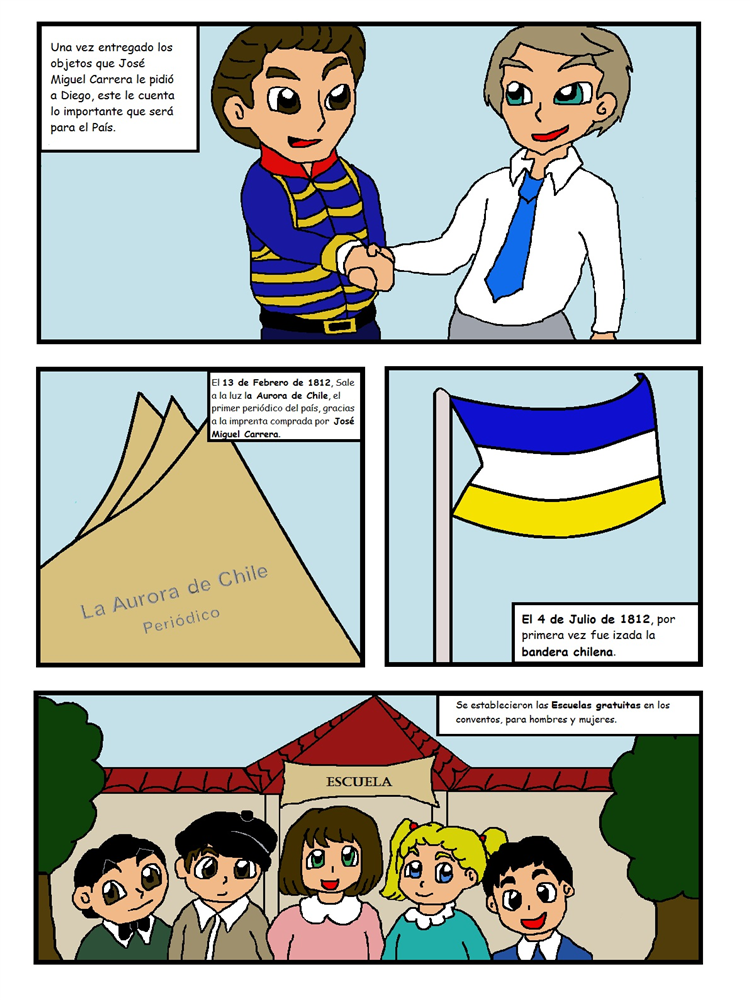 Una vez entregado los
objetos que José
Miguel Carrera le pidió
a Diego, este le cuenta
lo importante que será
para el País.
El 13 de Febrero de 1812, Sale
a la luz la Aurora de Chile, el
primer periódico del país, gracias
a la imprenta comprada por José
Miguel Carrera.
La Aurora de Chile
Periódico
El 4 de Julio de 1812, por
primera vez fue izada la
bandera chilena.
Se establecieron las Escuelas gratuitas en los
conventos, para hombres y mujeres.
ESCUELA